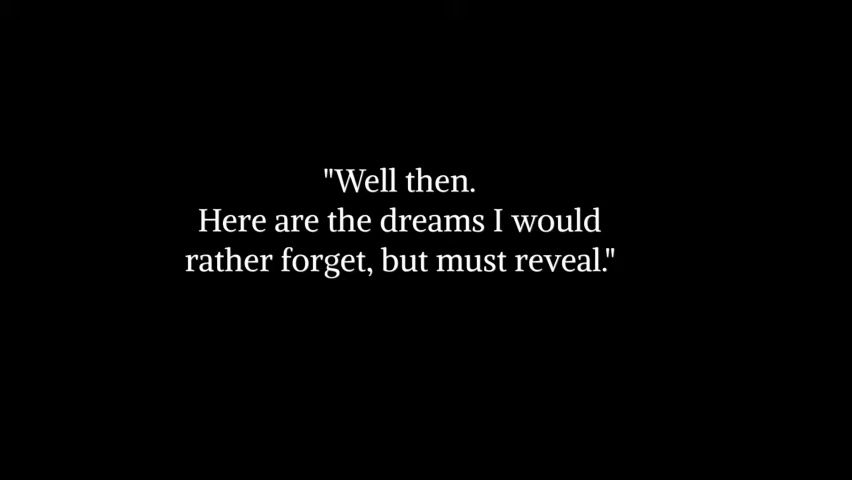 "Well then.
Here are the dreams I would
rather forget, but must reveal."